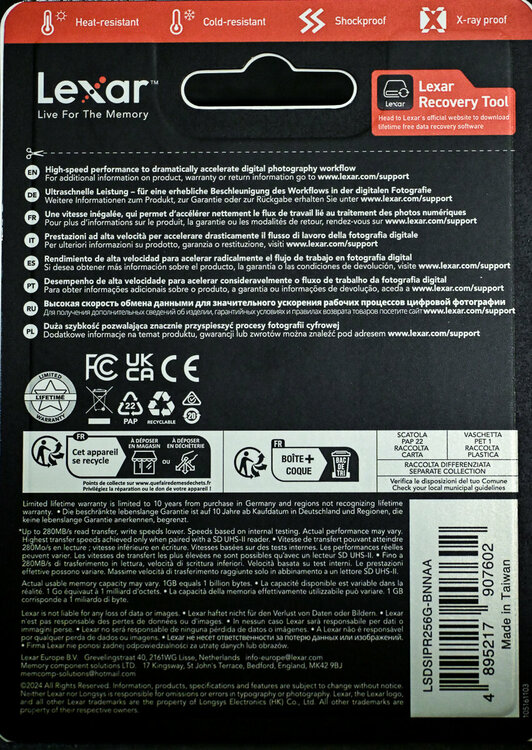 Heat-resistant
Cold-resistant
Shockproof
X-ray proof
Lexar™
Live For The Memory
Lexar
Lexar
Recovery Tool
Head to Lexar's official website to download
lifetime free data recovery software
EN High-speed performance to dramatically accelerate digital photography workflow
For additional information on product, warranty or return information go to www.lexar.com/support
DE Ultraschnelle Leistung – für eine erhebliche Beschleunigung des Workflows in der digitalen Fotografie
Weitere Informationen zum Produkt, zur Garantie oder zur Rückgabe erhalten Sie unter www.lexar.com/support
FR Une vitesse inégalée, qui permet d'accélérer nettement le flux de travail lié au traitement des photos numériques
Pour plus d'informations sur le produit, la garantie ou les modalités de retour, rendez-vous sur www.lexar.com/support
IT Prestazioni ad alta velocità per accelerare drasticamente il flusso di lavoro della fotografia digitale
Per ulteriori informazioni su prodotto, garanzia o restituzione, visiti www.lexar.com/support
ES Rendimiento de alta velocidad para acelerar radicalmente el flujo de trabajo en fotografía digital
Si desea obtener más información sobre el producto, la garantía o las condiciones de devolución, visite www.lexar.com/support
PT Desempenho de alta velocidade para acelerar consideravelmente o fluxo de trabalho da fotografia digital
Para obter informações adicionais sobre o produto, a garantia ou informações de devolução, aceda a www.lexar.com/support
RU Высокая скорость обмена данными для значительного ускорения рабочих процессов цифровой фотографии
Для получения дополнительных сведений об изделии, гарантийных условиях и правилах возврата товаров посетите сайт www.lexar.com/support
PL Duża szybkość pozwalająca znacznie przyspieszyć procesy fotografii cyfrowej
Dodatkowe informacje na temat produktu, gwarancji lub zwrotów można znaleźć pod adresem www.lexar.com/support
LIMITED
LIFETIME
WARRANTY
FC UK CA CE
22
PAP
RECYCLABLE
20
FR
Cet appareil
se recycle
À DÉPOSER
EN MAGASIN
OU
À DÉPOSER
EN DÉCHÈTERIE
Points de collecte sur www.quefairedemesdechets.fr
Privilégiez la réparation ou le don de votre appareil !
FR
BOÎTE +
COQUE
BAC
DE
TRI
SCATOLA
PAP 22
RACCOLTA
CARTA
VASCHETTA
PET 1
RACCOLTA
PLASTICA
RACCOLTA DIFFERENZIATA
SEPARATE COLLECTION
Verifica le disposizioni del tuo Comune
Check your local municipal guidelines
Limited lifetime warranty is limited to 10 years from purchase in Germany and regions not recognizing lifetime
warranty. • De beschränkte lebenslange Garantie ist auf 10 Jahre ab Kaufdatum in Deutschland und Regionen, die
keine lebenslange Garantie anerkennen, begrenzt.
*Up to 280MB/s read transfer, write speeds lower. Speeds based on internal testing. Actual performance may vary.
Highest transfer speeds achieved only when paired with a SD UHS-II reader. • Vitesse de transfert pouvant atteindre
280Mo/s en lecture ; vitesse inférieure en écriture. Vitesses basées sur des tests internes. Les performances réelles
peuvent varier. Les vitesses de transfert les plus élevées ne sont possibles qu'avec un lecteur SD UHS-II. • Fino a
280MB/s di trasferimento in lettura, velocità di scrittura inferiori. Velocità basata su test interni. Le prestazioni
effettive possono variare. Massime velocità di trasferimento raggiunte solo in abbinamento a un lettore SD UHS-II.
Actual usable memory capacity may vary. 1GB equals 1 billion bytes. • La capacité disponible est variable dans la
réalité. 1 Go équivaut à 1 milliard d'octets. • La capacità della memoria effettivamente utilizzabile può variare. 1 GB
corrisponde a 1 miliardo di byte.
Lexar is not liable for any loss of data or images. • Lexar haftet nicht für den Verlust von Daten oder Bildern. • Lexar
n'est pas responsable des pertes de données ou d'images. • In nessun caso Lexar sarà responsabile per dati o
immagini perse. • Lexar no será responsable de ninguna pérdida de datos o imágenes. • A Lexar não é responsável
por qualquer perda de dados ou imagens. • Lexar не несет ответственности за потерю данных или изображений.
• Firma Lexar nie ponosi żadnej odpowiedzialności za utratę danych lub obrazów.
Lexar Europe B.V. Grevelingstraat 40, 2161WG Lisse, Netherlands info_europe@lexar.com
Memory component solutions LTD. 17 Kingsway, St John's Terrace, Bedford, England, MK42 9BJ
memcomp-solutions@hotmail.com
©2024 All Rights Reserved. Information, products, specifications and features are subject to change without notice.
Neither Lexar nor Longsys is responsible for omissions or errors in typography or photography. Lexar, the Lexar logo,
and all other Lexar trademarks are the property of Longsys Electronics (HK) Co., Ltd. All other trademarks are
property of their respective owners.
LSDSIPR256G-BNNAA
4 895217 907602
Made in Taiwan
105161103